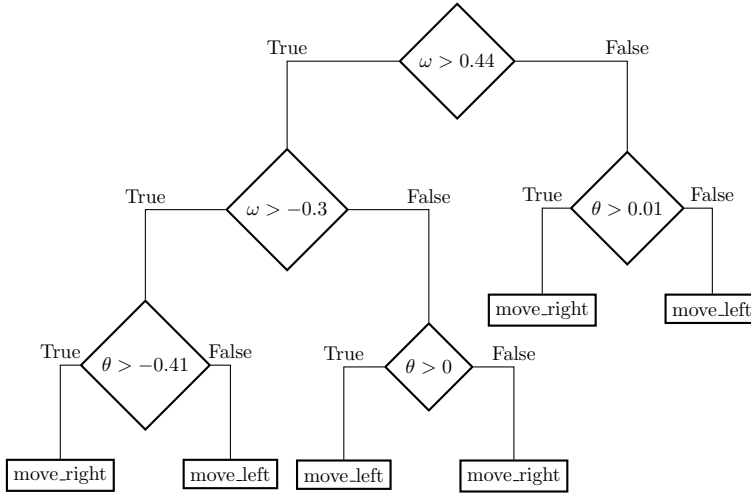 ω > 0.44
True
False
ω > −0.3
True
False
θ > 0.01
True
False
move_right
move_left
θ > −0.41
True
False
θ > 0
True
False
move_right
move_left
move_left
move_right